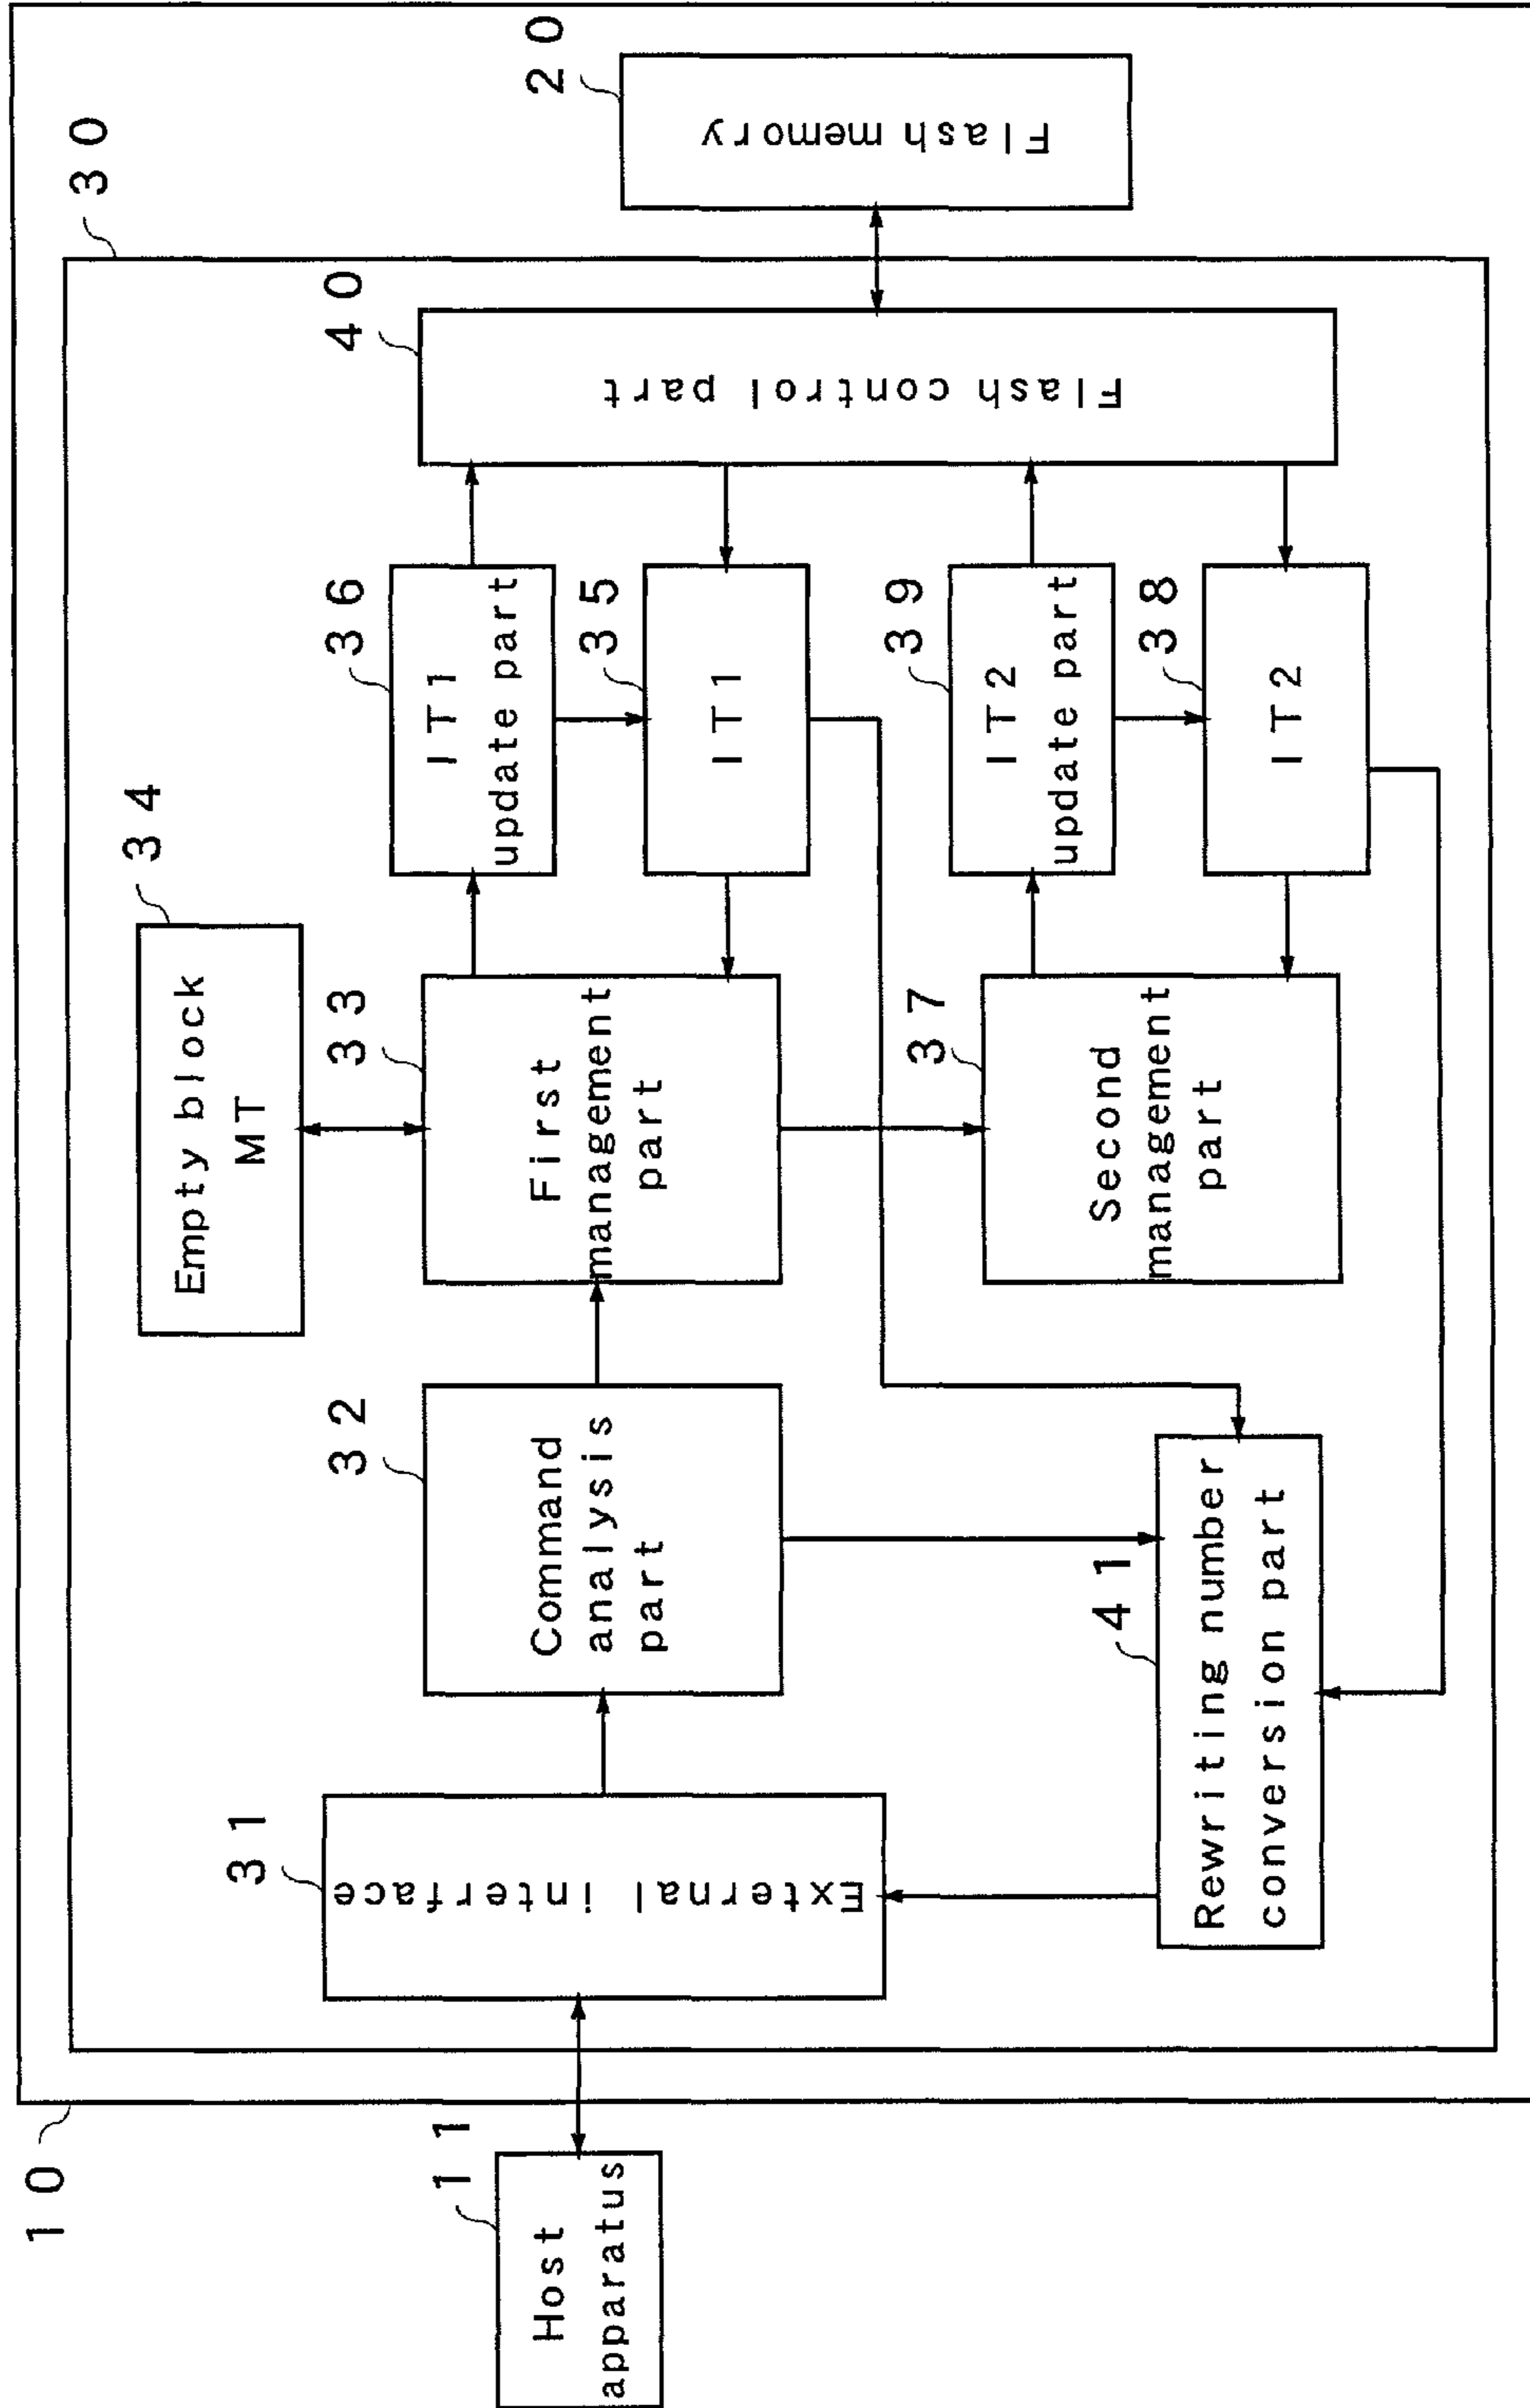 10
30
34
Empty block
MT
31
32
33
36
40
20
Host
apparatus
11
External interface
Command
analysis
part
First
management
part
IT1
update part
35
IT1
Flash control part
Flash memory
37
39
Second
management
part
IT2
update part
38
IT2
41
Rewriting number
conversion part